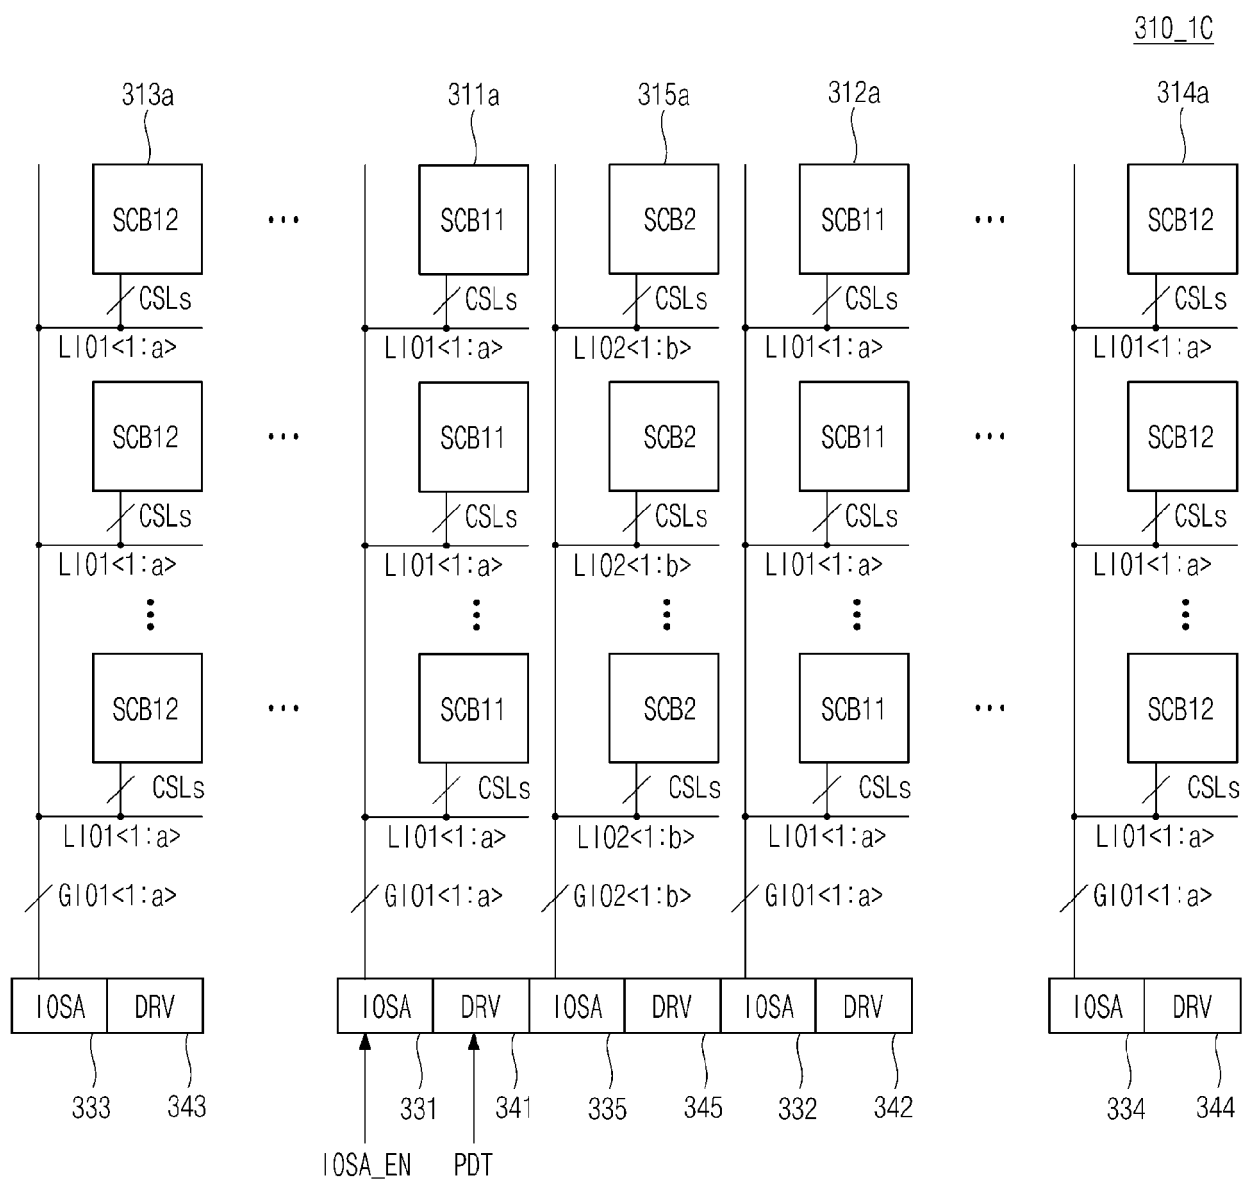 310_1C
313a 311a 315a 312a 314a
SCB12 ... SCB11 SCB2 SCB11 ... SCB12
CSLs CSLs CSLs CSLs CSLs
LIO1<1:a> LIO1<1:a> LIO2<1:b> LIO1<1:a> LIO1<1:a>
SCB12 ... SCB11 SCB2 SCB11 ... SCB12
CSLs CSLs CSLs CSLs CSLs
LIO1<1:a> LIO1<1:a> LIO2<1:b> LIO1<1:a> LIO1<1:a>
SCB12 ... SCB11 SCB2 SCB11 ... SCB12
CSLs CSLs CSLs CSLs CSLs
LIO1<1:a> LIO1<1:a> LIO2<1:b> LIO1<1:a> LIO1<1:a>
GIO1<1:a> GIO1<1:a> GIO2<1:b> GIO1<1:a> GIO1<1:a>
IOSA DRV IOSA DRV IOSA DRV IOSA DRV IOSA DRV
333 343 331 341 335 345 332 342 334 344
IOSA_EN PDT